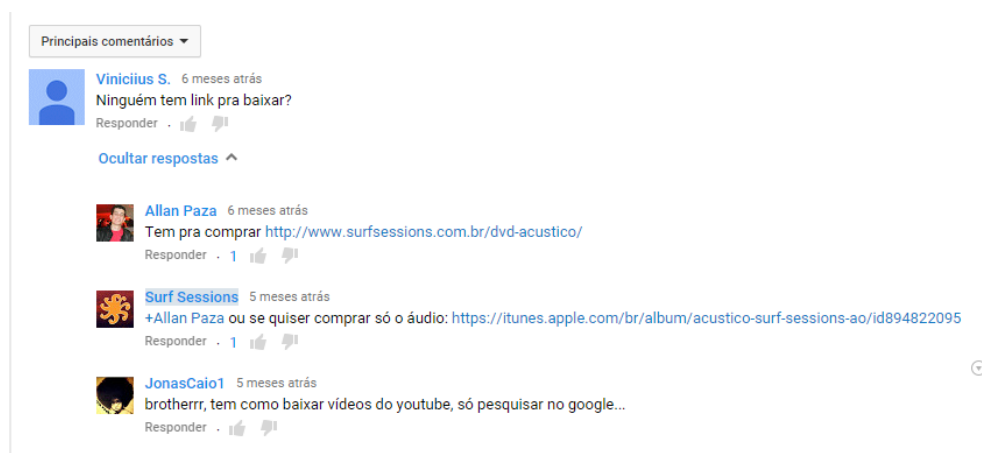 Principais comentários
Viniciius S. 6 meses atrás
Ninguém tem link pra baixar?
Responder .
Ocultar respostas
Allan Paza 6 meses atrás
Tem pra comprar http://www.surfsessions.com.br/dvd-acustico/
Responder . 1
Surf Sessions 5 meses atrás
+Allan Paza ou se quiser comprar só o áudio: https://itunes.apple.com/br/album/acustico-surf-sessions-ao/id894822095
Responder . 1
JonasCaio1 5 meses atrás
brotherrr, tem como baixar vídeos do youtube, só pesquisar no google...
Responder .